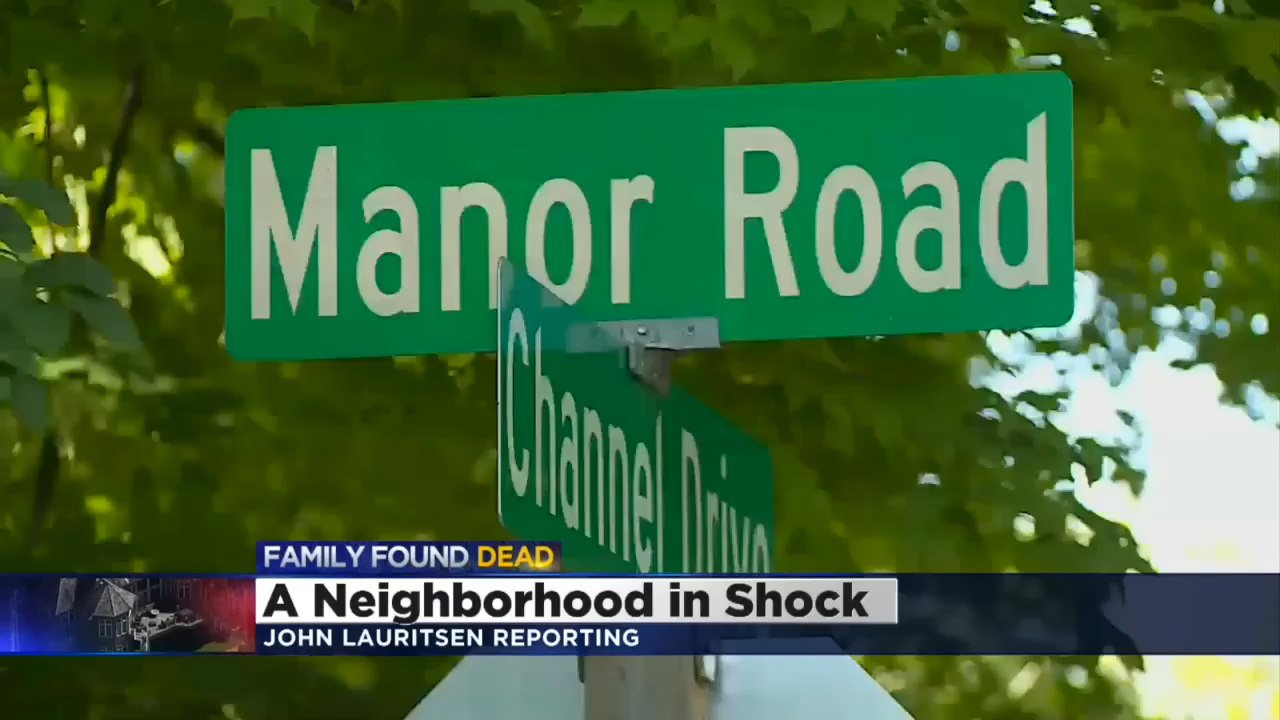 Manor Road
Channel Drive
FAMILY FOUND DEAD
A Neighborhood in Shock
JOHN LAURITSEN REPORTING